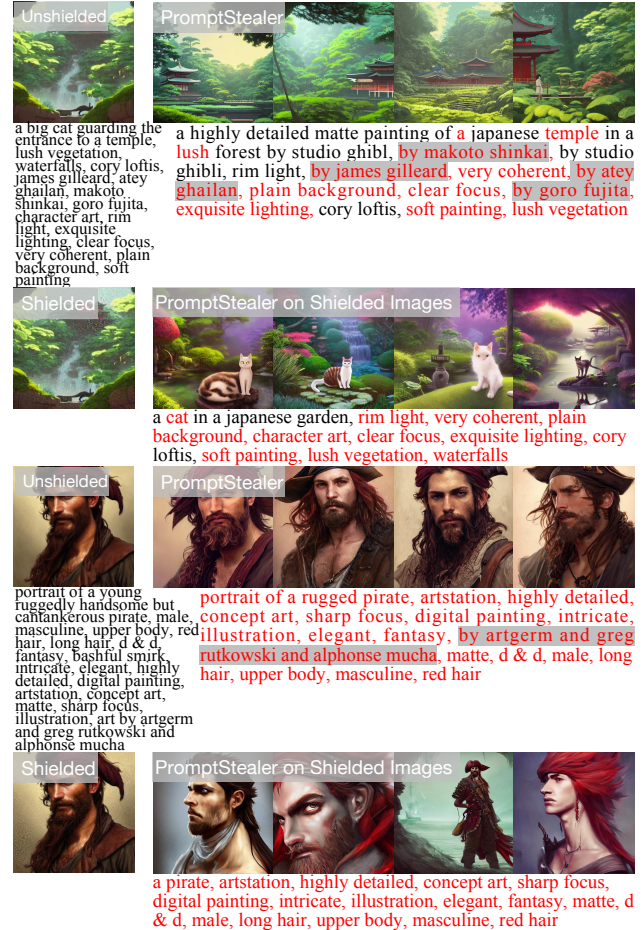 Unshielded
PromptStealer
a big cat guarding the
entrance to a temple,
lush vegetation,
waterfalls, cory loftis,
james gilleard, atey
ghailan, makoto
shinkai, goro fujita,
character art, rim
light, exquisite
lighting, clear focus,
very coherent, plain
background, soft
painting
a highly detailed matte painting of a japanese temple in a
lush forest by studio ghibl, by makoto shinkai, by studio
ghibli, rim light, by james gilleard, very coherent, by atey
ghailan, plain background, clear focus, by goro fujita,
exquisite lighting, cory loftis, soft painting, lush vegetation
Shielded
PromptStealer on Shielded Images
a cat in a japanese garden, rim light, very coherent, plain
background, character art, clear focus, exquisite lighting, cory
loftis, soft painting, lush vegetation, waterfalls
Unshielded
PromptStealer
portrait of a young
ruggedly handsome but
cantankerous pirate, male,
masculine, upper body, red
hair, long hair, d & d,
fantasy, bashful smirk,
intricate, elegant, highly
detailed, digital painting,
artstation, concept art,
matte, sharp focus,
illustration, art by artgerm
and greg rutkowski and
alphonse mucha
portrait of a rugged pirate, artstation, highly detailed,
concept art, sharp focus, digital painting, intricate,
illustration, elegant, fantasy, by artgerm and greg
rutkowski and alphonse mucha, matte, d & d, male, long
hair, upper body, masculine, red hair
Shielded
PromptStealer on Shielded Images
a pirate, artstation, highly detailed, concept art, sharp focus,
digital painting, intricate, illustration, elegant, fantasy, matte, d
& d, male, long hair, upper body, masculine, red hair